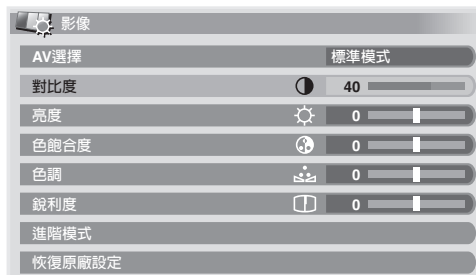 影像
AV選擇 標準模式
對比度 40
亮度 0
色飽合度 0
色調 0
銳利度 0
進階模式
恢復原廠設定